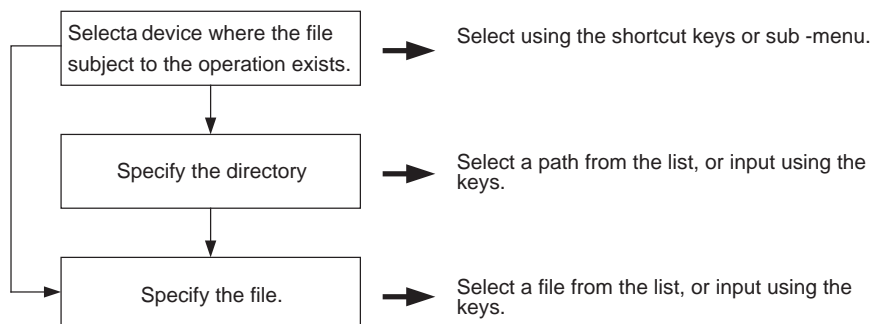 Selecta device where the file
subject to the operation exists.
Select using the shortcut keys or sub -menu.
Specify the directory
Select a path from the list, or input using the
keys.
Specify the file.
Select a file from the list, or input using the
keys.